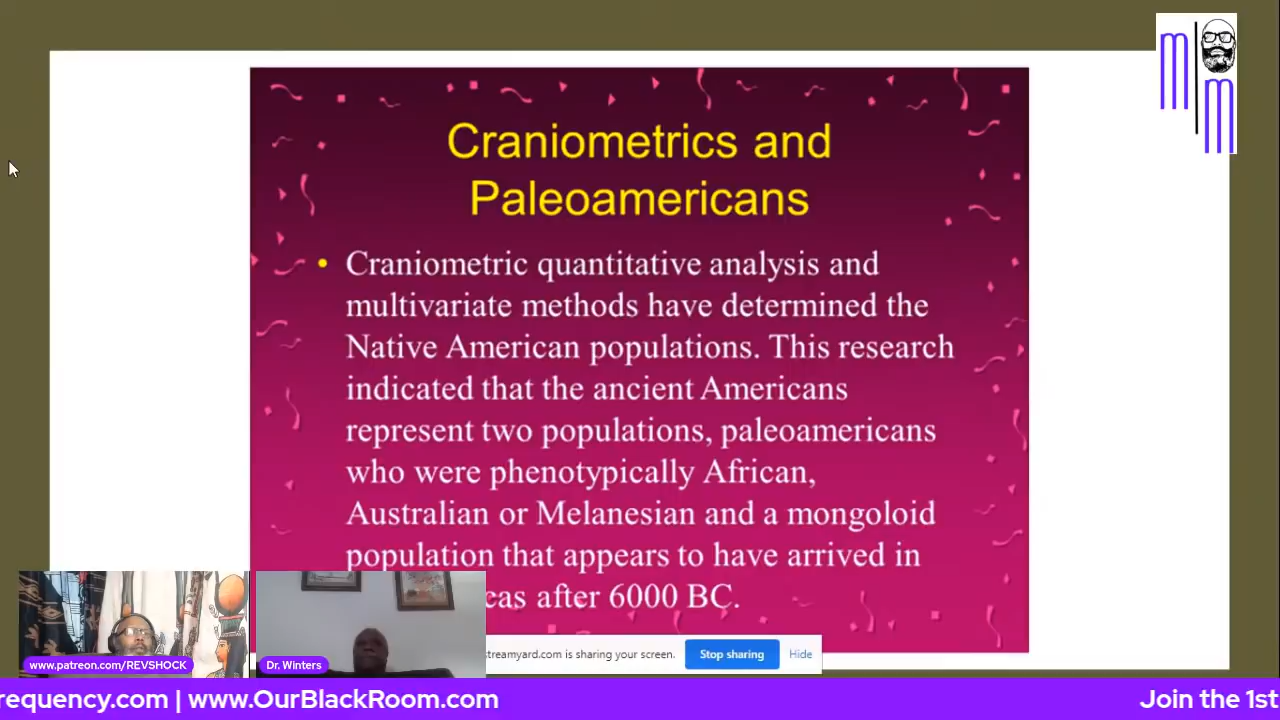 Craniometrics and
Paleoamericans
• Craniometric quantitative analysis and
multivariate methods have determined the
Native American populations. This research
indicated that the ancient Americans
represent two populations, paleoamericans
who were phenotypically African,
Australian or Melanesian and a mongoloid
population that appears to have arrived in
cas after 6000 BC.
m
m
www.patreon.com/REVSHOCK
Dr. Winters
streamyard.com is sharing your screen.
Stop sharing
Hide
requency.com | www.OurBlackRoom.com
Join the 1st